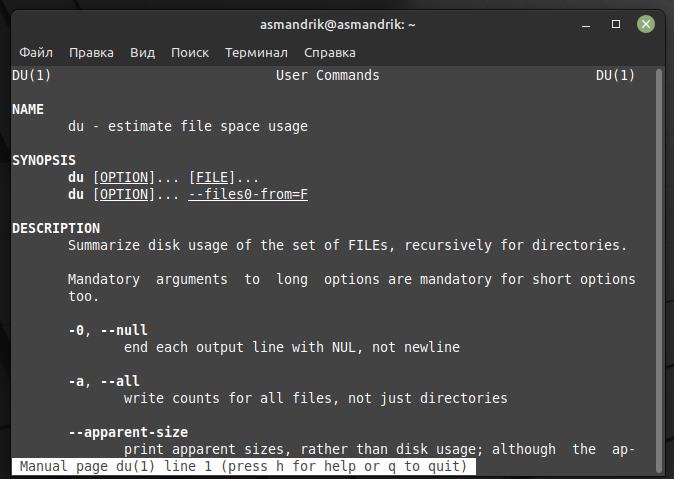 asmandrik@asmandrik: ~
Файл Правка Вид Поиск Терминал Справка
DU(1) User Commands DU(1)
NAME
du - estimate file space usage
SYNOPSIS
du [OPTION]... [FILE]...
du [OPTION]... --files0-from=F
DESCRIPTION
Summarize disk usage of the set of FILEs, recursively for directories.
Mandatory arguments to long options are mandatory for short options
too.
-0, --null
end each output line with NUL, not newline
-a, --all
write counts for all files, not just directories
--apparent-size
print apparent sizes, rather than disk usage; although the ap-
Manual page du(1) line 1 (press h for help or q to quit)